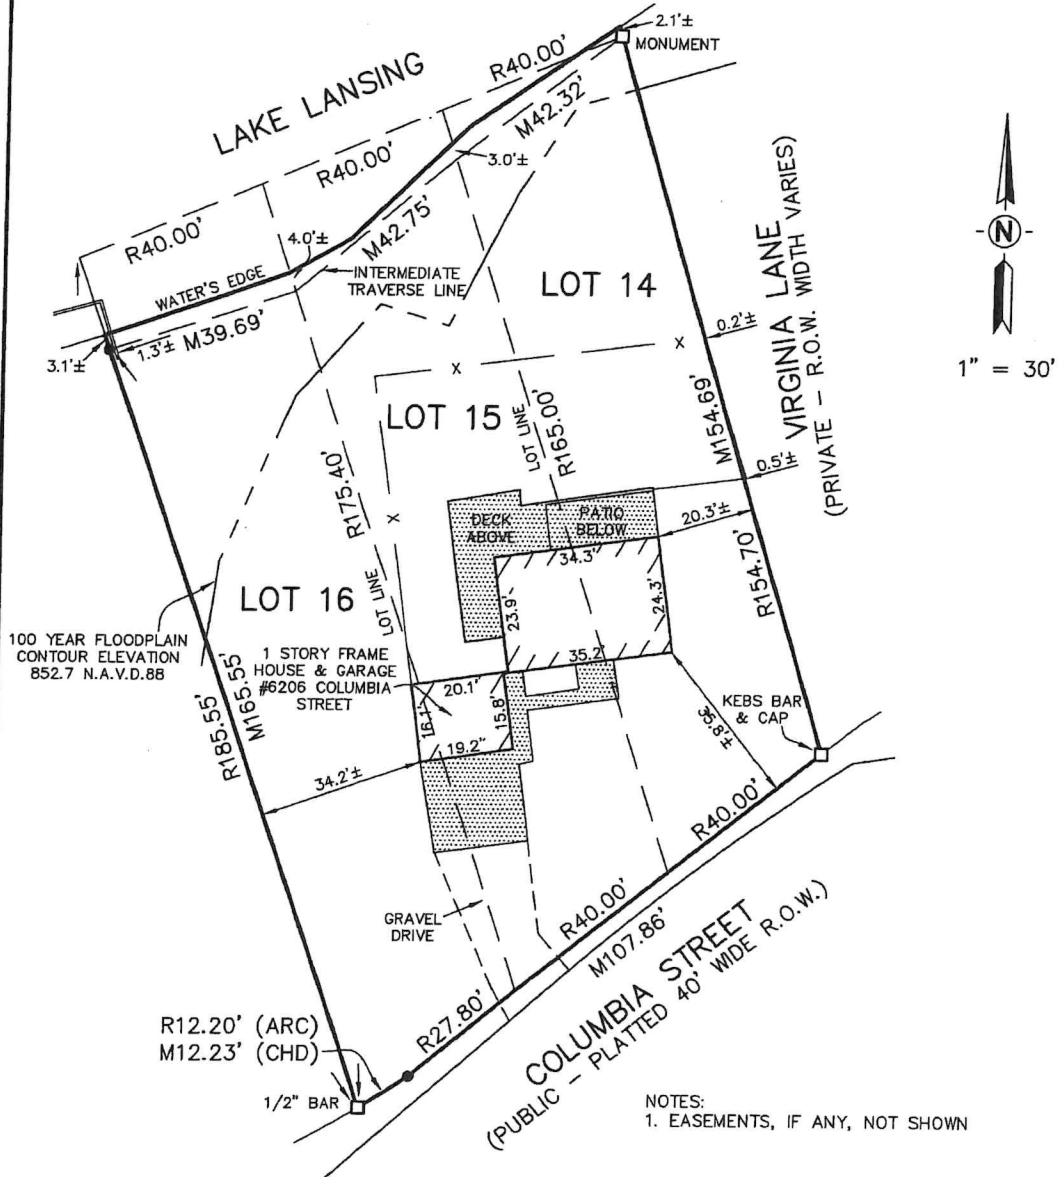 2.1'±
MONUMENT
LAKE LANSING
R40.00'
M42.32'
R40.00'
3.0'±
R40.00'
M42.75'
4.0'±
WATER'S EDGE
INTERMEDIATE
TRAVERSE LINE
LOT 14
N
1" = 30'
VIRGINIA LANE
(PRIVATE - R.O.W. WIDTH VARIES)
3.1'±
1.3'±
M39.69'
0.2'±
X
X
LOT 15
LOT LINE
R165.00'
M154.69'
0.5'±
R175.40'
X
DECK
ABOVE
PATIO
BELOW
20.3'±
34.3'
R154.70'
LOT 16
LOT LINE
23.9'
24.3'
100 YEAR FLOODPLAIN
CONTOUR ELEVATION
852.7 N.A.V.D.88
1 STORY FRAME
HOUSE & GARAGE
#6206 COLUMBIA
STREET
35.2'
20.1'
15.8'
16.1'
19.2"
KEBS BAR
& CAP
R185.55'
M165.55'
34.2'±
R40.00'
GRAVEL
DRIVE
R40.00'
M107.86'
R27.80'
COLUMBIA STREET
(PUBLIC - PLATTED 40' WIDE R.O.W.)
R12.20' (ARC)
M12.23' (CHD)
1/2" BAR
NOTES:
1. EASEMENTS, IF ANY, NOT SHOWN